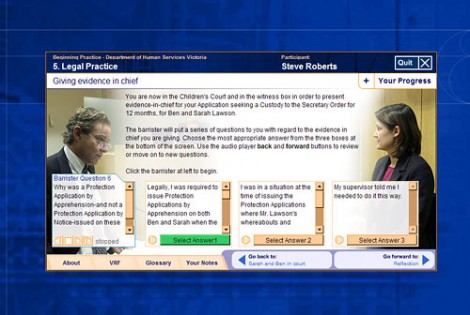 Beginning Practice - Department of Human Services Victoria
5. Legal Practice
Participant:
Steve Roberts
Quit
Giving evidence in chief
+ Your Progress
You are now in the Children's Court and in the witness box in order to present
evidence-in-chief for your Application seeking a Custody to the Secretary Order for
12 months, for Ben and Sarah Lawson.
The barrister will put a series of questions to you with regard to the evidence in
chief you are giving. Choose the most appropriate answer from the three boxes at
the bottom of the screen. Use the audio player back and forward buttons to review
or move on to new questions.
Click the barrister at left to begin.
Barrister Question 6
Why was a Protection
Application by
Apprehension-and not a
Protection Application by
Notice-issued on these
stopped
Legally, I was required to
issue Protection
Applications by
Apprehension on both
Ben and Sarah when the
Select Answer1
I was in a situation at the
time of issuing the
Protection Applications
where Mr. Lawson's
whereabouts and
Select Answer 2
My supervisor told me I
needed to do it this way.
Select Answer 3
About
VRF
Glossary
Your Notes
Go back to:
Sarah and Ben in court
Go forward to:
Reflection